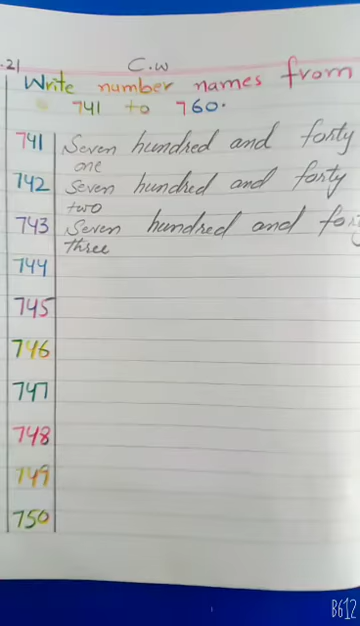 .21
C.W
Write number names from
741 to 760.
741 Seven hundred and forty
one
742 Seven hundred and forty
two
743 Seven hundred and for
three
744
745
746
747
748
749
750
B612